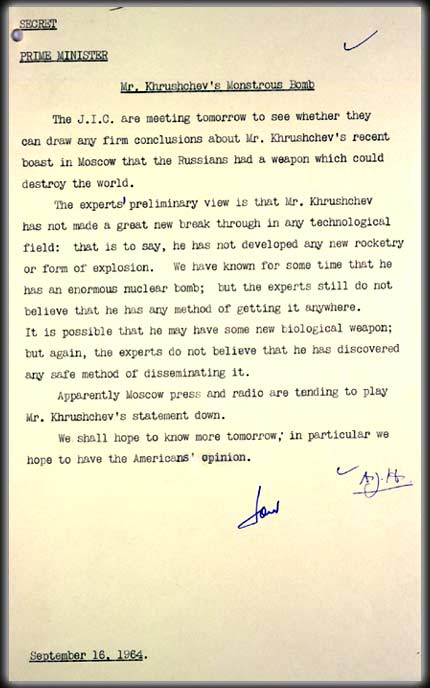 SECRET
PRIME MINISTER
Mr. Khrushchev's Monstrous Bomb
The J.I.C. are meeting tomorrow to see whether they
can draw any firm conclusions about Mr. Khrushchev's recent
boast in Moscow that the Russians had a weapon which could
destroy the world.
The experts' preliminary view is that Mr. Khrushchev
has not made a great new break through in any technological
field: that is to say, he has not developed any new rocketry
or form of explosion. We have known for some time that he
has an enormous nuclear bomb; but the experts still do not
believe that he has any method of getting it anywhere.
It is possible that he may have some new biological weapon;
but again, the experts do not believe that he has discovered
any safe method of disseminating it.
Apparently Moscow press and radio are tending to play
Mr. Khrushchev's statement down.
We shall hope to know more tomorrow; in particular we
hope to have the Americans' opinion.
September 16, 1964.